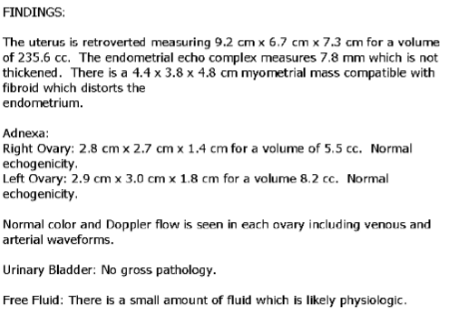 FINDINGS:
The uterus is retroverted measuring 9.2 cm x 6.7 cm x 7.3 cm for a volume
of 235.6 cc. The endometrial echo complex measures 7.8 mm which is not
thickened. There is a 4.4 x 3.8 x 4.8 cm myometrial mass compatible with
fibroid which distorts the
endometrium.
Adnexa:
Right Ovary: 2.8 cm x 2.7 cm x 1.4 cm for a volume of 5.5 cc. Normal
echogenicity.
Left Ovary: 2.9 cm x 3.0 cm x 1.8 cm for a volume 8.2 cc. Normal
echogenicity.
Normal color and Doppler flow is seen in each ovary including venous and
arterial waveforms.
Urinary Bladder: No gross pathology.
Free Fluid: There is a small amount of fluid which is likely physiologic.